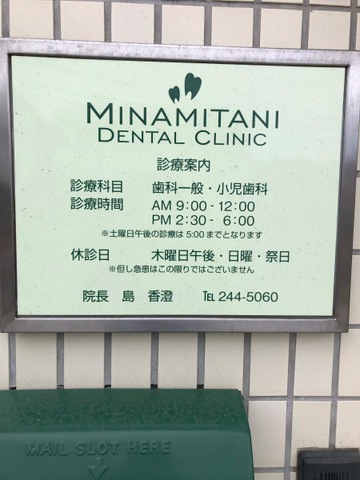 MINAMITANI
DENTAL CLINIC
診療案内
診療科目 歯科一般・小児歯科
診療時間 AM 9:00 - 12:00
PM 2:30 - 6:00
※土曜日午後の診療は 5:00 までとなります
休診日 木曜日午後・日曜・祭日
※但し急患はこの限りではございません
院長 島 香澄 TEL 244-5060
MAIL SLOT HERE